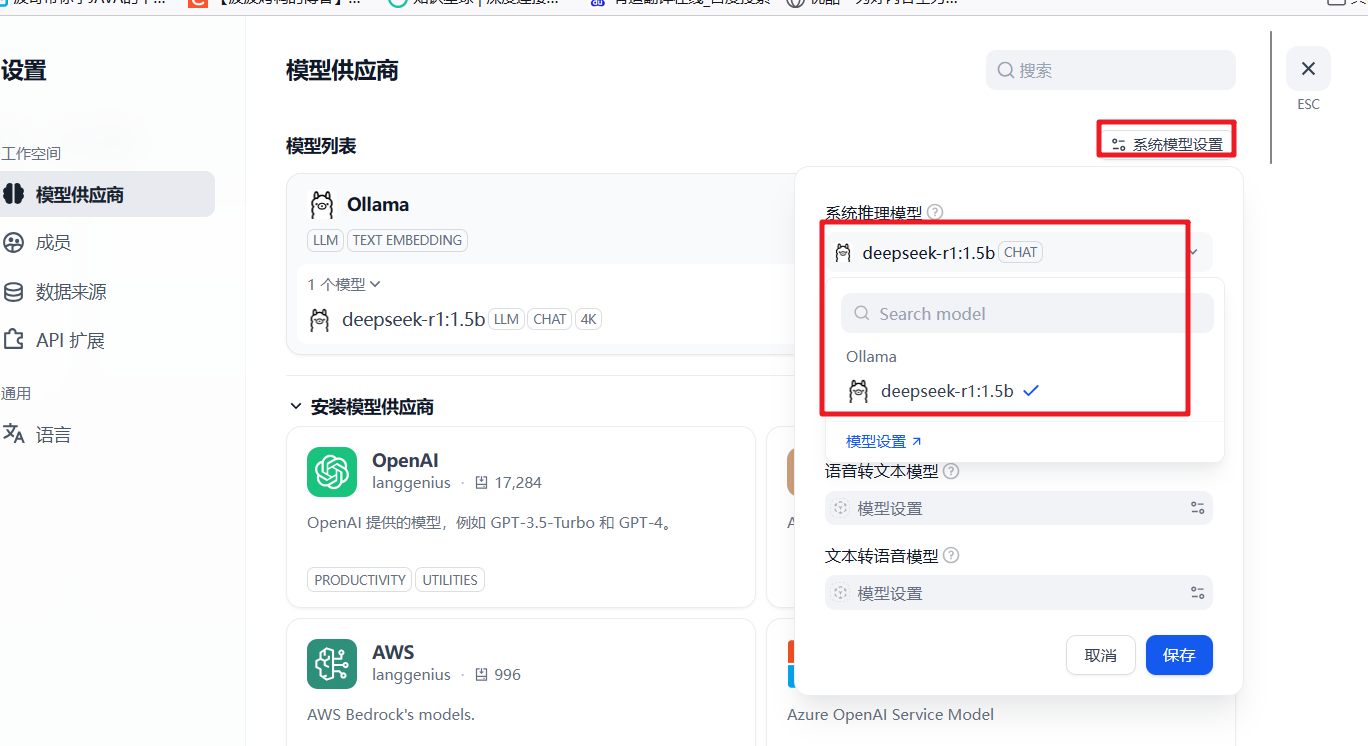 设置
模型供应商
搜索
ESC
工作空间
模型供应商
成员
数据来源
API 扩展
通用
语言
模型列表
系统模型设置
Ollama
LLM TEXT EMBEDDING
1 个模型
deepseek-r1:1.5b LLM CHAT 4K
安装模型供应商
OpenAI
langgenius · 17,284
OpenAI 提供的模型，例如 GPT-3.5-Turbo 和 GPT-4。
PRODUCTIVITY UTILITIES
AWS
langgenius · 996
AWS Bedrock's models.
Azure OpenAI Service Model
系统推理模型
deepseek-r1:1.5b CHAT
Search model
Ollama
deepseek-r1:1.5b
模型设置
语音转文本模型
模型设置
文本转语音模型
模型设置
取消
保存